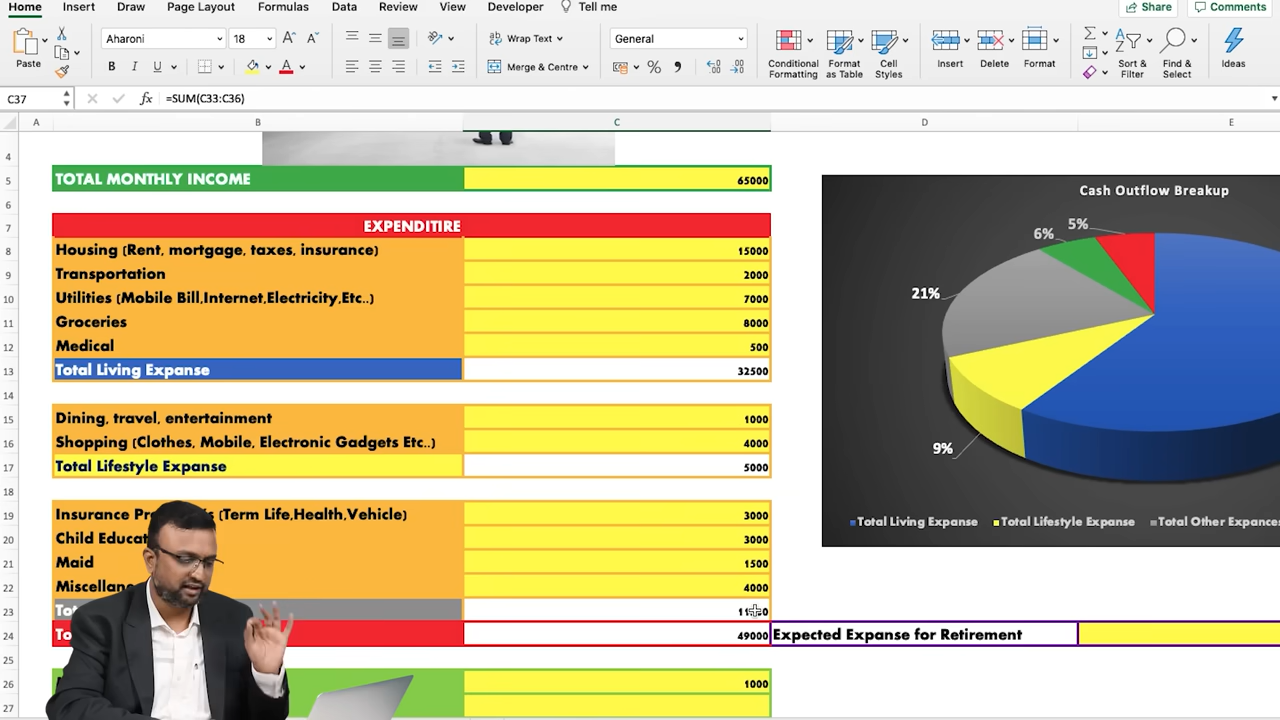 Home Insert Draw Page Layout Formulas Data Review View Developer Tell me Share Comments
Paste Aharoni 18 Wrap Text General Conditional Formatting Format as Table Cell Styles Insert Delete Format Sort & Filter Find & Select Ideas
B I U A Merge & Centre % 
C37 fx =SUM(C33:C36)
A B C D E
4
5 TOTAL MONTHLY INCOME 65000
6
7 EXPENDITIRE
8 Housing (Rent, mortgage, taxes, insurance) 15000
9 Transportation 2000
10 Utilities (Mobile Bill,Internet,Electricity,Etc..) 7000
11 Groceries 8000
12 Medical 500
13 Total Living Expanse 32500
14
15 Dining, travel, entertainment 1000
16 Shopping (Clothes, Mobile, Electronic Gadgets Etc..) 4000
17 Total Lifestyle Expanse 5000
18
19 Insurance (Term Life,Health,Vehicle) 3000
20 Child 3000
21 Maid 1500
22 4000
23
24 49000 Expected Expanse for Retirement
25
26 1000
27
Cash Outflow Breakup
5%
6%
21%
9%
Total Living Expanse Total Lifestyle Expanse Total Other Expances